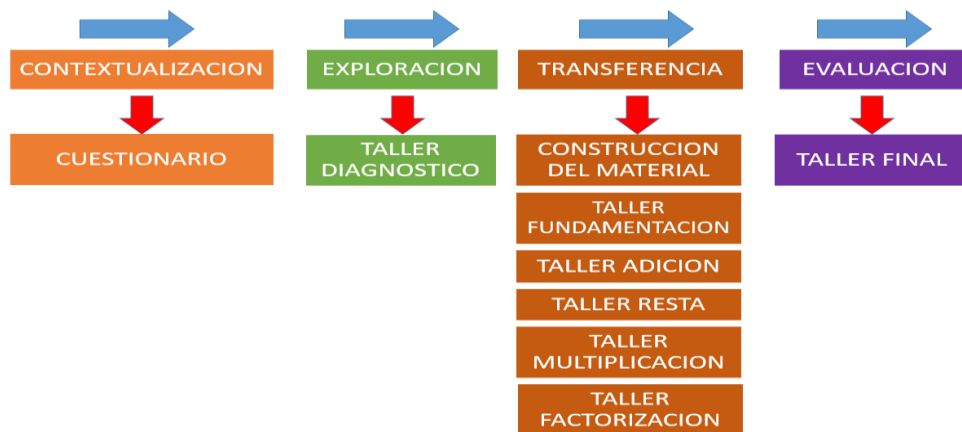 CONTEXTUALIZACION
CUESTIONARIO
EXPLORACION
TALLER
DIAGNOSTICO
TRANSFERENCIA
CONSTRUCCION
DEL MATERIAL
TALLER
FUNDAMENTACION
TALLER ADICION
TALLER RESTA
TALLER
MULTIPLICACION
TALLER
FACTORIZACION
EVALUACION
TALLER FINAL